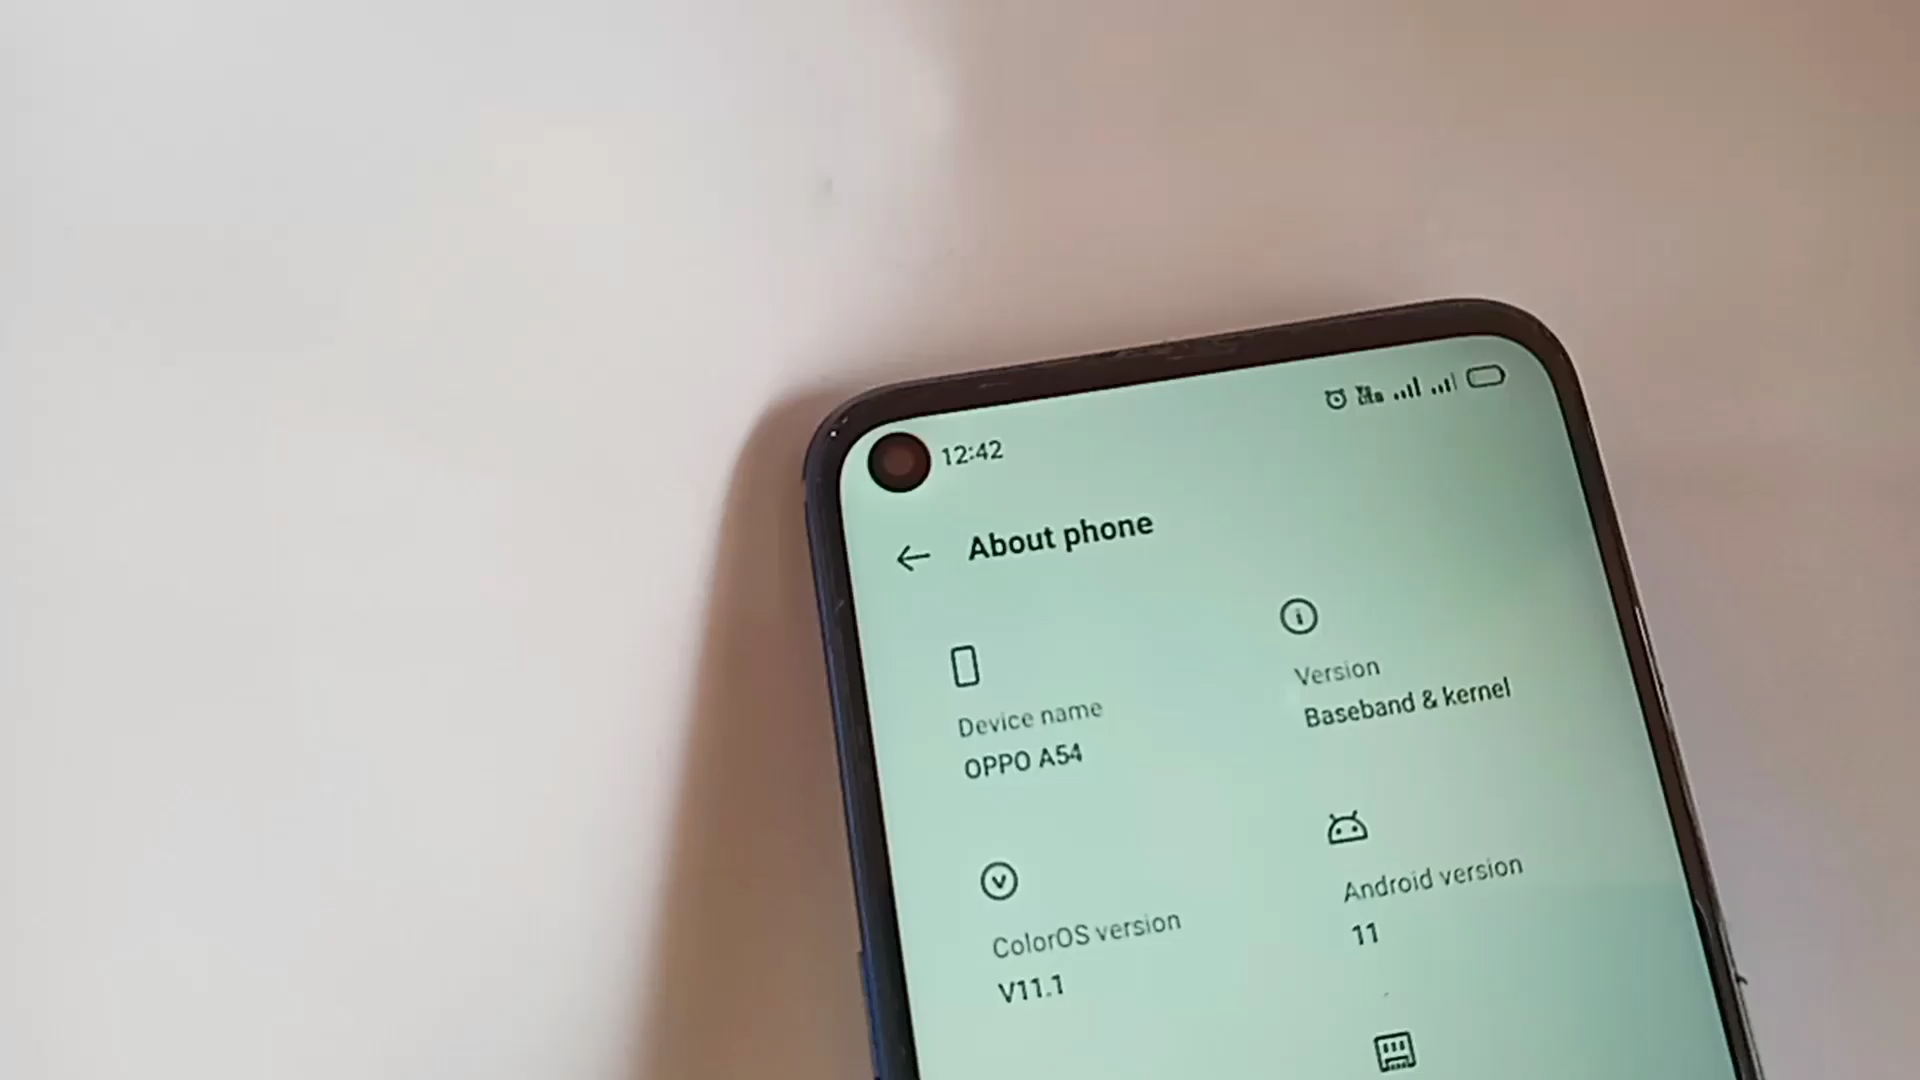 12:42
About phone
Device name
OPPO A54
Version
Baseband & kernel
ColorOS version
V11.1
Android version
11